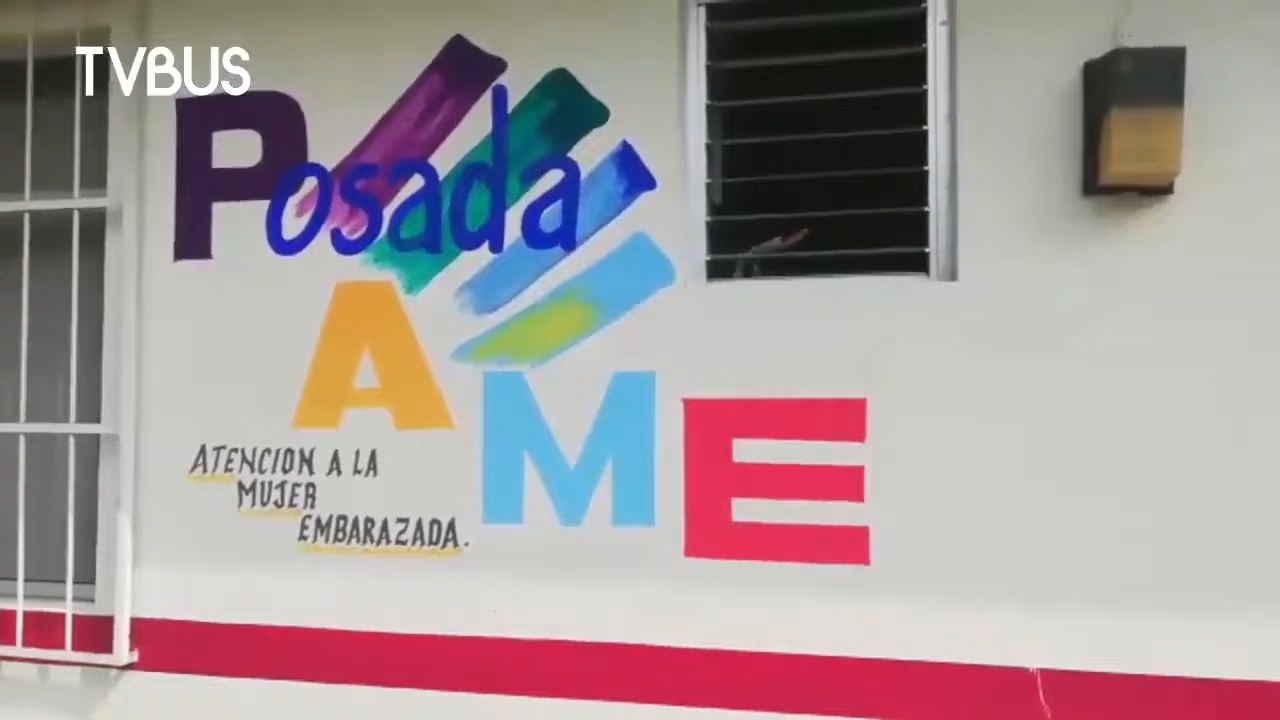 TVBUS
Posada
AME
ATENCION A LA
MUJER
EMBARAZADA.